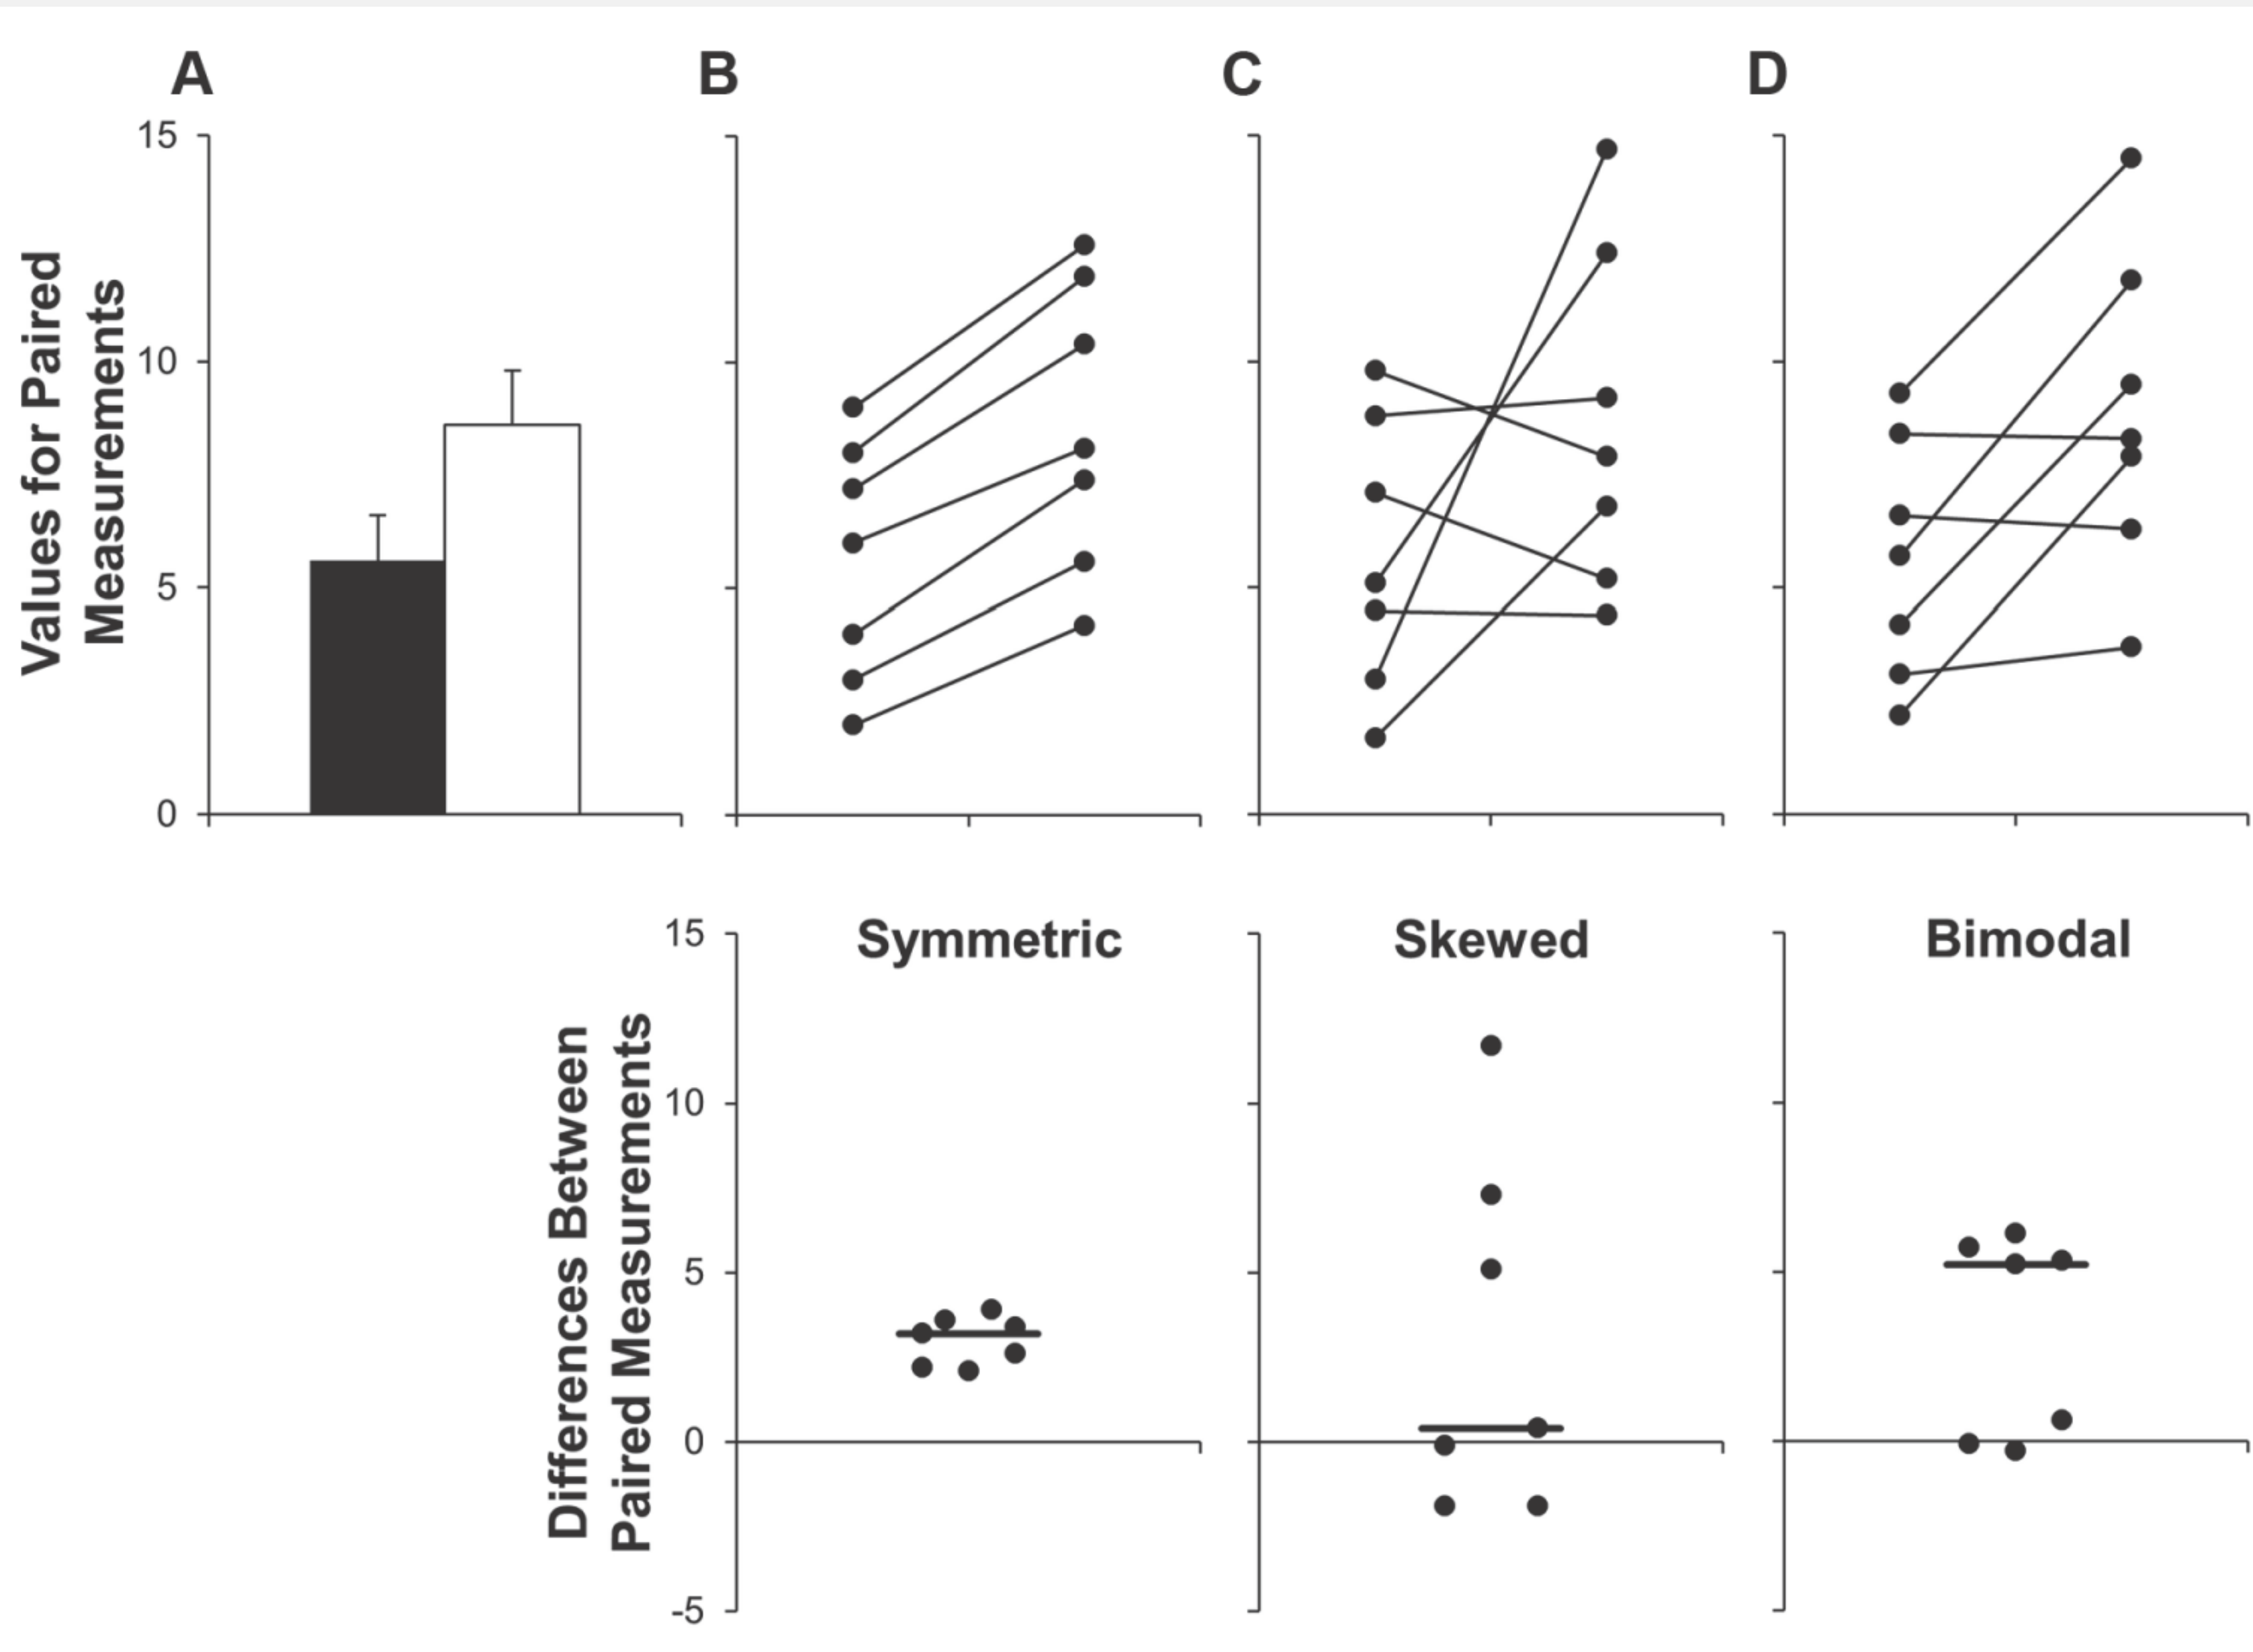 A
B
C
D
Values for Paired
Measurements
15
10
5
0
Symmetric
Skewed
Bimodal
Differences Between
Paired Measurements
15
10
5
0
-5